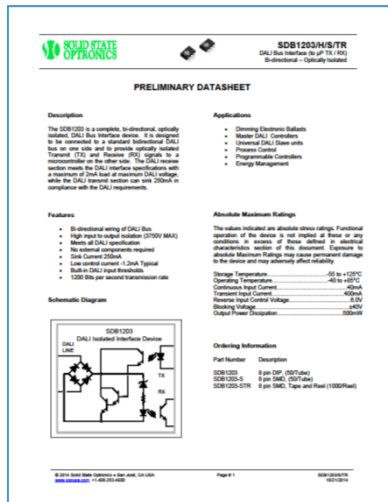 SOLID STATE
OPTRONICS
SDB1203/H/S/TR
DALI Bus Interface (to µP TX / RX)
Bi-directional – Optically Isolated
PRELIMINARY DATASHEET
Description
The SDB1203 is a complete, bi-directional, optically
isolated, DALI Bus Interface device. It is designed
to be connected to a standard bidirectional DALI
bus on one side and to provide optically isolated
Transmit (TX) and Receive (RX) signals to a
microcontroller on the other side. The DALI receive
section meets the DALI interface specifications with
a maximum of 2mA load at maximum DALI voltage,
while the DALI transmit section can sink 250mA in
compliance with the DALI requirements.
Applications
• Dimming Electronic Ballasts
• Master DALI Controllers
• Universal DALI Slave units
• Process Control
• Programmable Controllers
• Energy Management
Features
• Bi-directional wiring of DALI Bus
• High input to output isolation (3750V MAX)
• Meets all DALI specification
• No external components required
• Sink Current 250mA
• Low control current -1.2mA Typical
• Built-in DALI input thresholds
• 1200 Bits per second transmission rate
Absolute Maximum Ratings
The values indicated are absolute stress ratings. Functional
operation of the device is not implied at these or any
conditions in excess of those defined in electrical
characteristics section of this document. Exposure to
absolute Maximum Ratings may cause permanent damage
to the device and may adversely affect reliability.
Storage Temperature -55 to +125°C
Operating Temperature -40 to +85°C
Continuous Input Current 40mA
Transient Input Current 400mA
Reverse Input Control Voltage 6.0V
Blocking Voltage ±40V
Output Power Dissipation 500mW
Schematic Diagram
SDB1203
DALI Isolated Interface Device
DALI
LINE
TX
RX
Ordering Information
Part Number Description
SDB1203 8 pin DIP, (50/Tube)
SDB1203-S 8 pin SMD, (50/Tube)
SDB1203-STR 8 pin SMD, Tape and Reel (1000/Reel)
© 2014 Solid State Optronics • San José, CA USA
Page # 1
SDB1203/H/S/TR